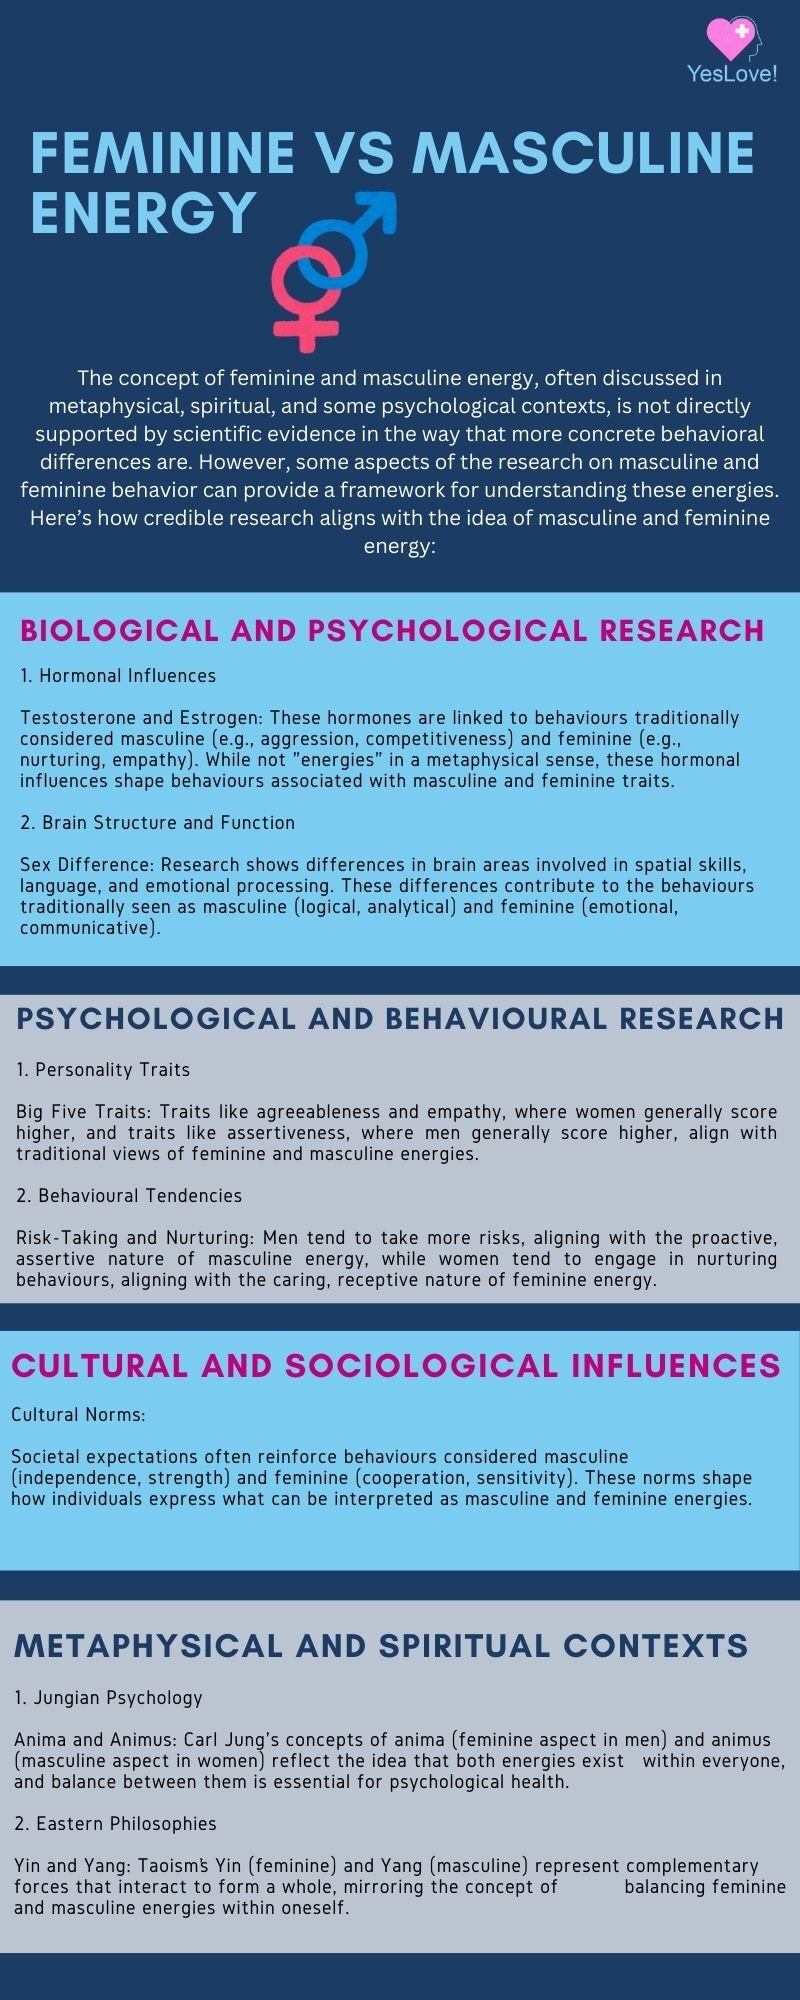 YesLove!
FEMININE VS MASCULINE
ENERGY
The concept of feminine and masculine energy, often discussed in
metaphysical, spiritual, and some psychological contexts, is not directly
supported by scientific evidence in the way that more concrete behavioral
differences are. However, some aspects of the research on masculine and
feminine behavior can provide a framework for understanding these energies.
Here's how credible research aligns with the idea of masculine and feminine
energy:
BIOLOGICAL AND PSYCHOLOGICAL RESEARCH
1. Hormonal Influences
Testosterone and Estrogen: These hormones are linked to behaviours traditionally
considered masculine (e.g., aggression, competitiveness) and feminine (e.g.,
nurturing, empathy). While not "energies" in a metaphysical sense, these hormonal
influences shape behaviours associated with masculine and feminine traits.
2. Brain Structure and Function
Sex Difference: Research shows differences in brain areas involved in spatial skills,
language, and emotional processing. These differences contribute to the behaviours
traditionally seen as masculine (logical, analytical) and feminine (emotional,
communicative).
PSYCHOLOGICAL AND BEHAVIOURAL RESEARCH
1. Personality Traits
Big Five Traits: Traits like agreeableness and empathy, where women generally score
higher, and traits like assertiveness, where men generally score higher, align with
traditional views of feminine and masculine energies.
2. Behavioural Tendencies
Risk-Taking and Nurturing: Men tend to take more risks, aligning with the proactive,
assertive nature of masculine energy, while women tend to engage in nurturing
behaviours, aligning with the caring, receptive nature of feminine energy.
CULTURAL AND SOCIOLOGICAL INFLUENCES
Cultural Norms:
Societal expectations often reinforce behaviours considered masculine
(independence, strength) and feminine (cooperation, sensitivity). These norms shape
how individuals express what can be interpreted as masculine and feminine energies.
METAPHYSICAL AND SPIRITUAL CONTEXTS
1. Jungian Psychology
Anima and Animus: Carl Jung's concepts of anima (feminine aspect in men) and animus
(masculine aspect in women) reflect the idea that both energies exist within everyone,
and balance between them is essential for psychological health.
2. Eastern Philosophies
Yin and Yang: Taoism's Yin (feminine) and Yang (masculine) represent complementary
forces that interact to form a whole, mirroring the concept of balancing feminine
and masculine energies within oneself.